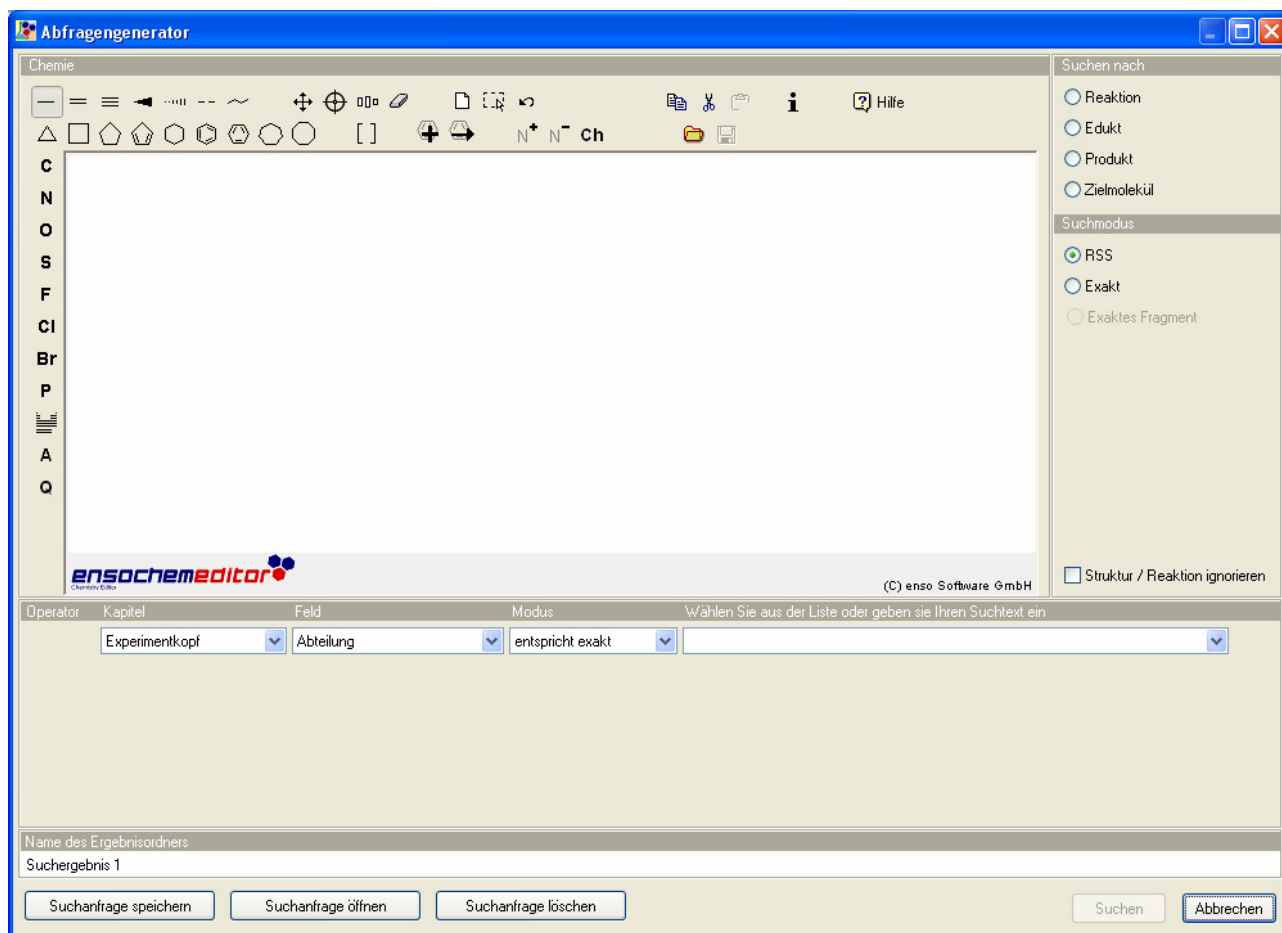 Abfragengenerator
Chemie
Suchen nach
Hilfe
N+ N- Ch
C
N
O
S
F
Cl
Br
P
A
Q
Reaktion
Edukt
Produkt
Zielmolekül
Suchmodus
RSS
Exakt
Exaktes Fragment
Struktur / Reaktion ignorieren
ensochemeditor
Chemistry Editor
(C) enso Software GmbH
Operator Kapitel Feld Modus Wählen Sie aus der Liste oder geben sie Ihren Suchtext ein
Experimentkopf Abteilung entspricht exakt
Name des Ergebnisordners
Suchergebnis 1
Suchanfrage speichern Suchanfrage öffnen Suchanfrage löschen Suchen Abbrechen